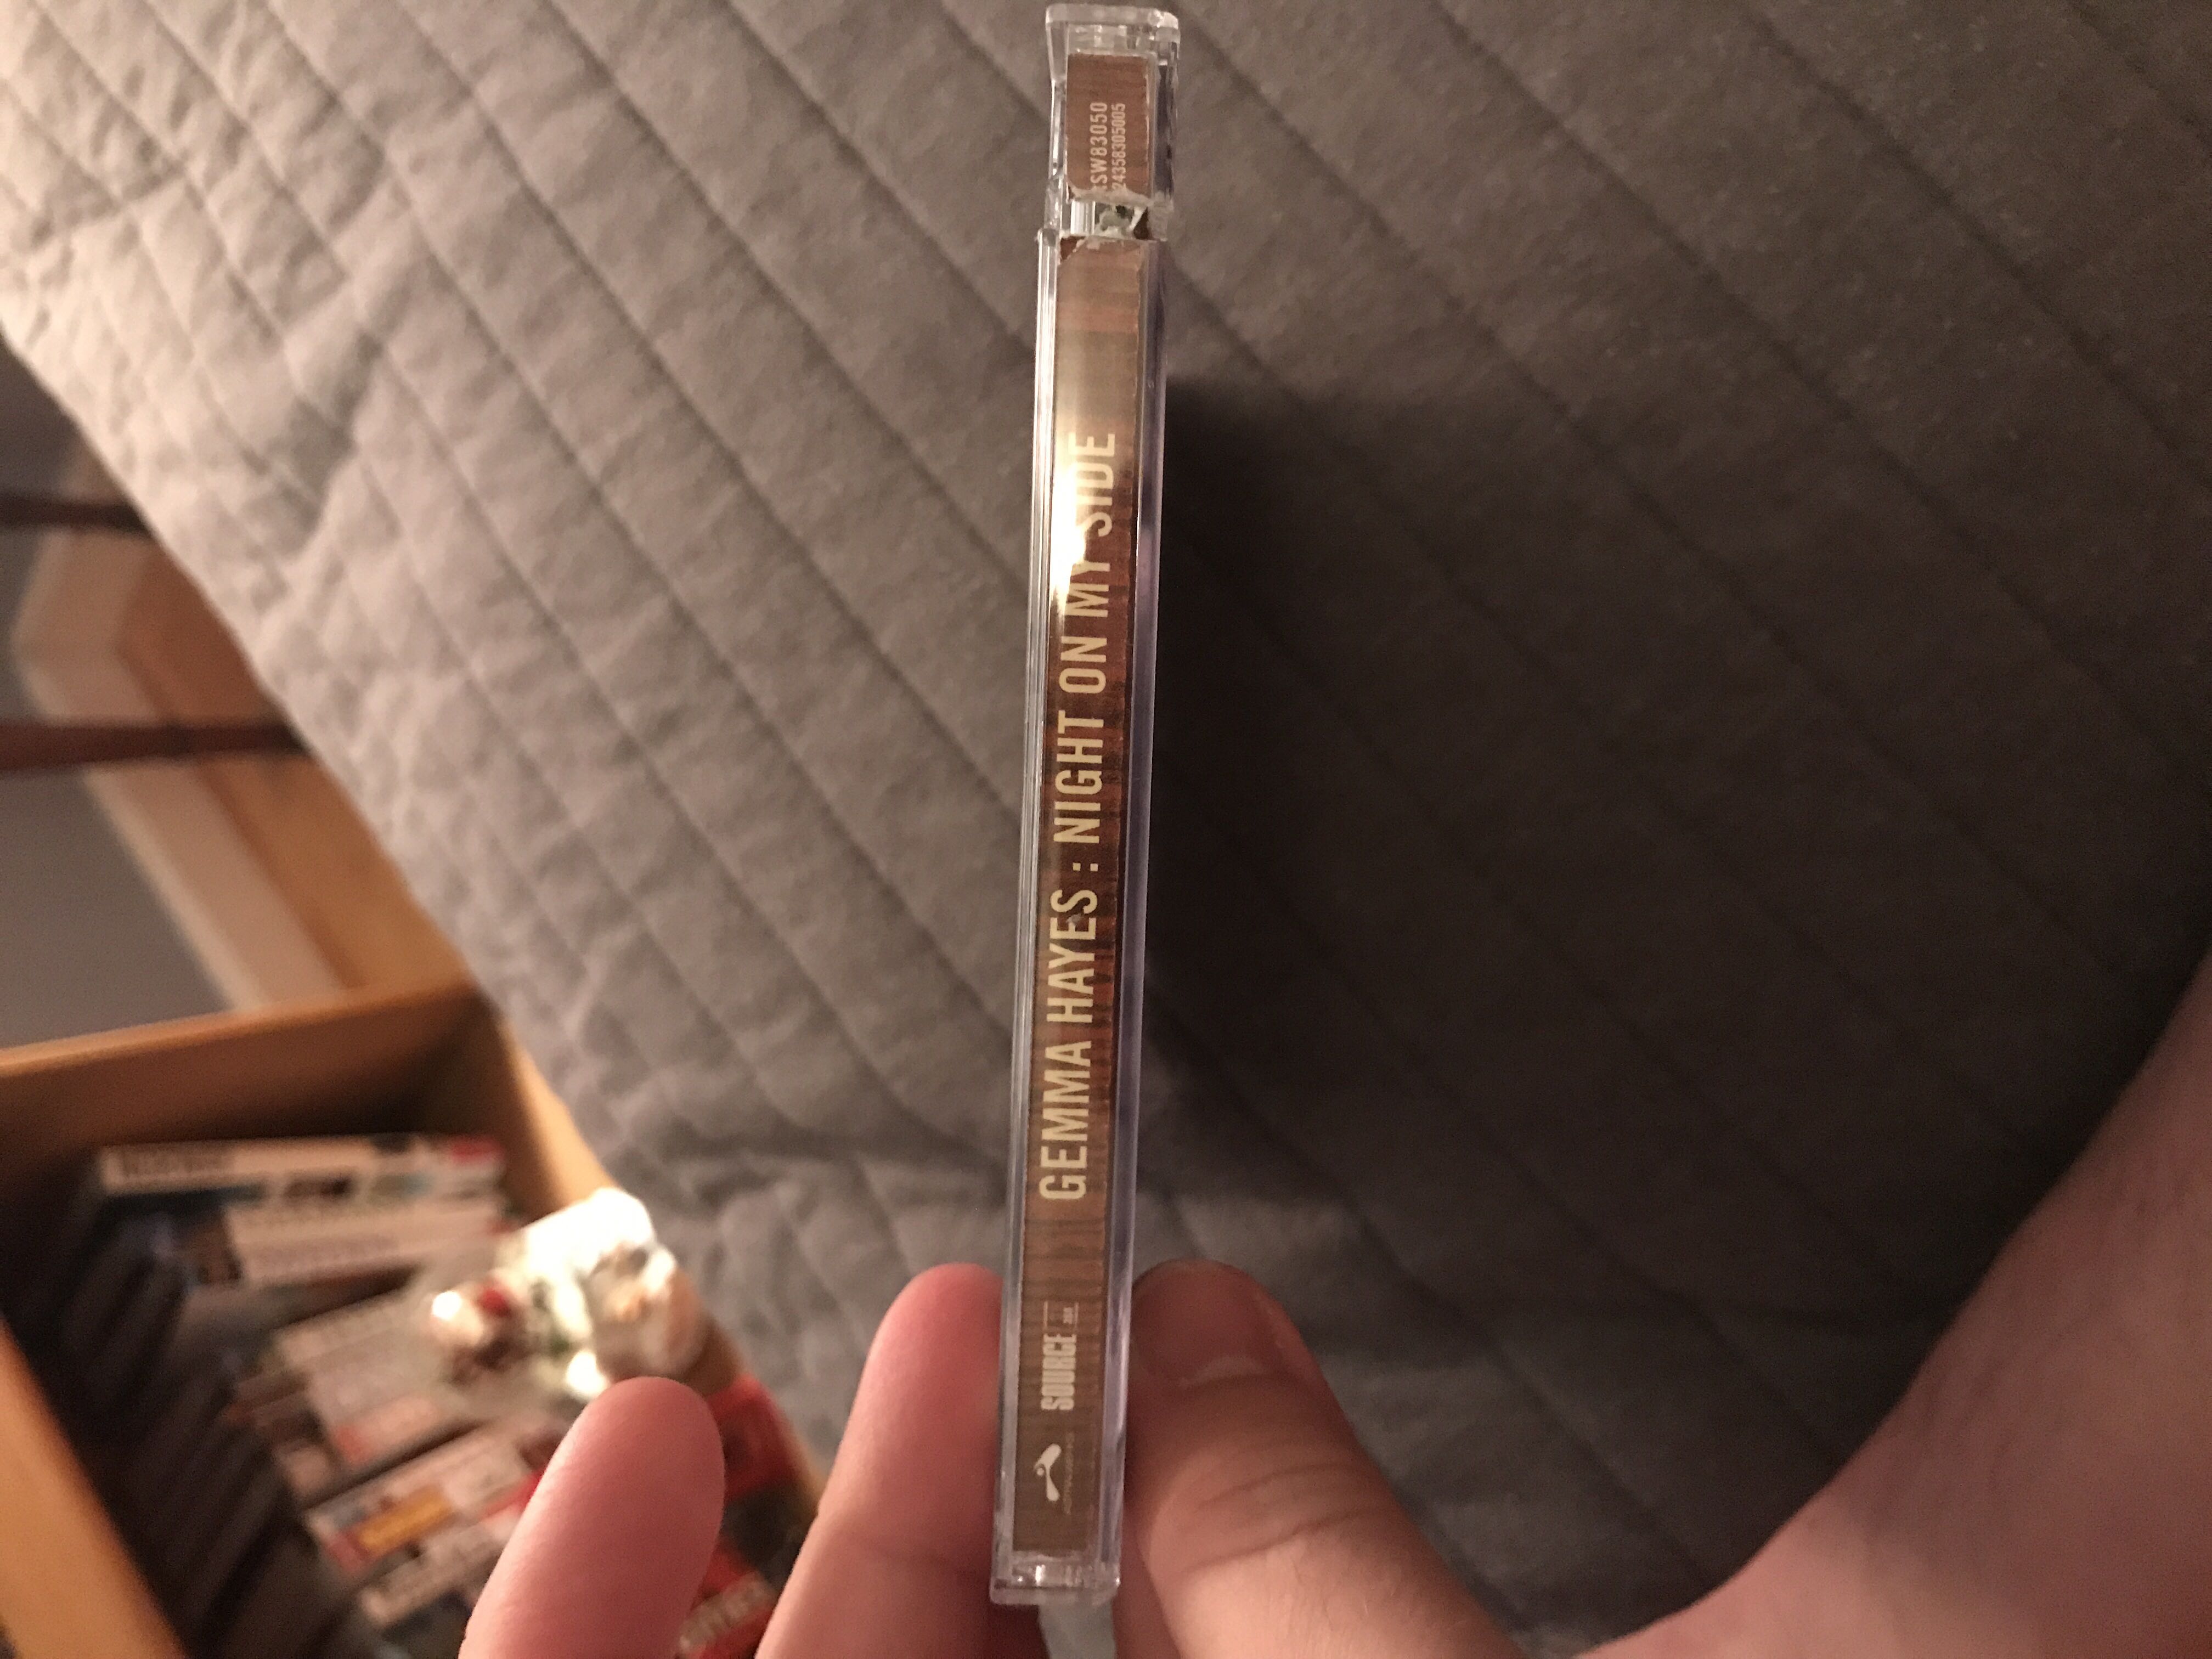 GEMMA HAYES : NIGHT ON MY SIDE
SOURCE
SW83050
24358305005